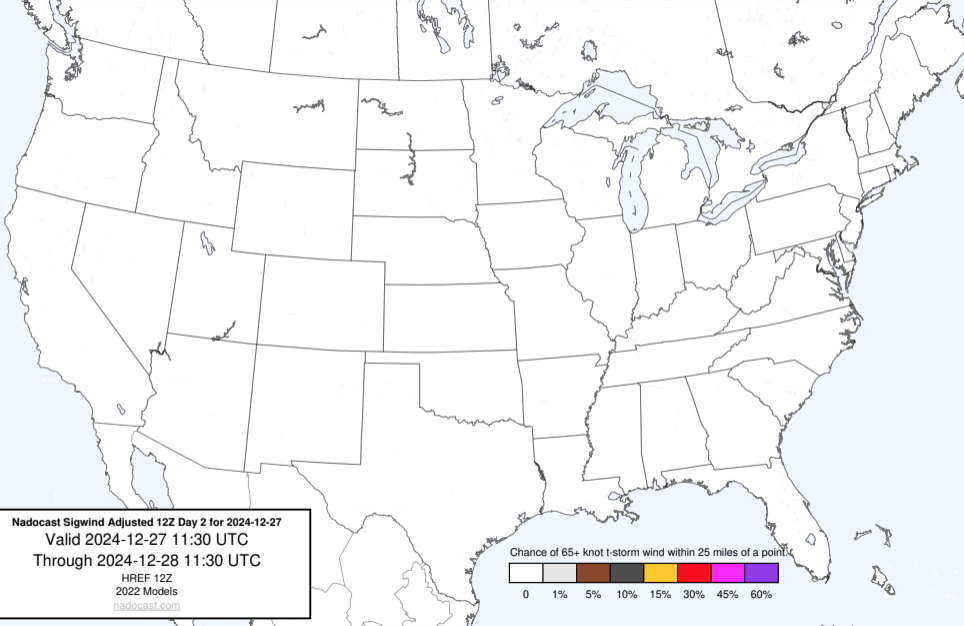 Nadocast Sigwind Adjusted 12Z Day 2 for 2024-12-27
Valid 2024-12-27 11:30 UTC
Through 2024-12-28 11:30 UTC
HREF 12Z
2022 Models
nadocast.com
Chance of 65+ knot t-storm wind within 25 miles of a point.
0 1% 5% 10% 15% 30% 45% 60%